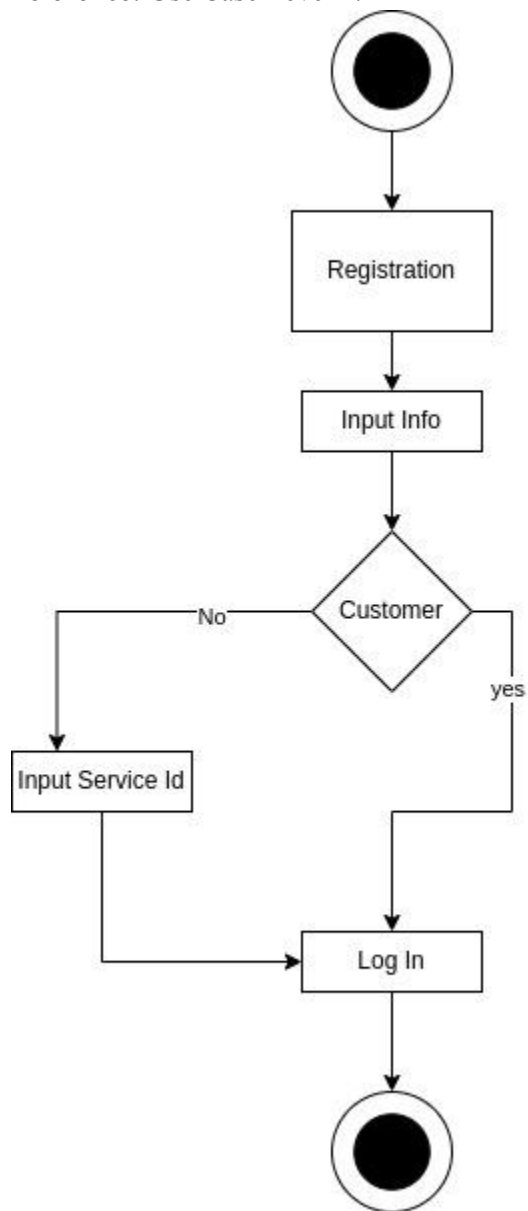 Registration
Input Info
Customer
No
yes
Input Service Id
Log In